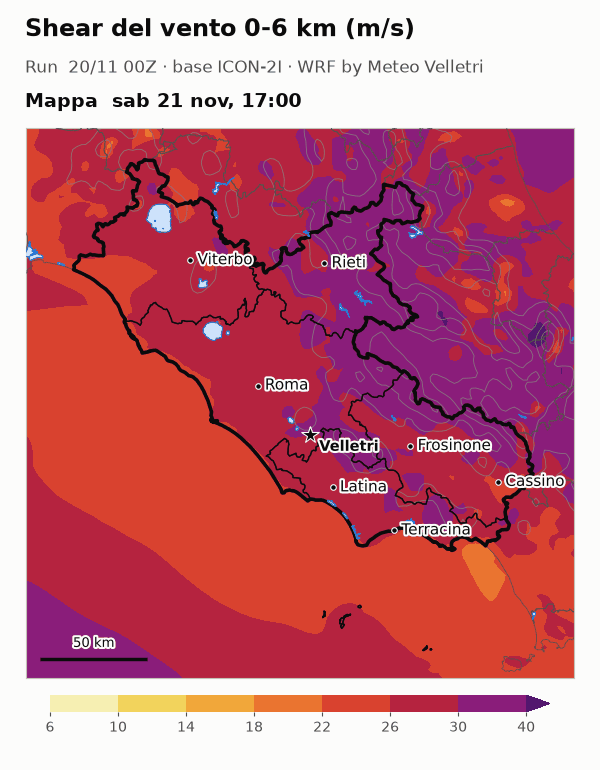 Shear del vento 0-6 km (m/s)
Run  20/11 00Z · base ICON-2I · WRF by Meteo Velletri
Mappa  sab 21 nov, 17:00
Viterbo
Rieti
Roma
Velletri
Frosinone
Cassino
Latina
Terracina
50 km
6 10 14 18 22 26 30 40